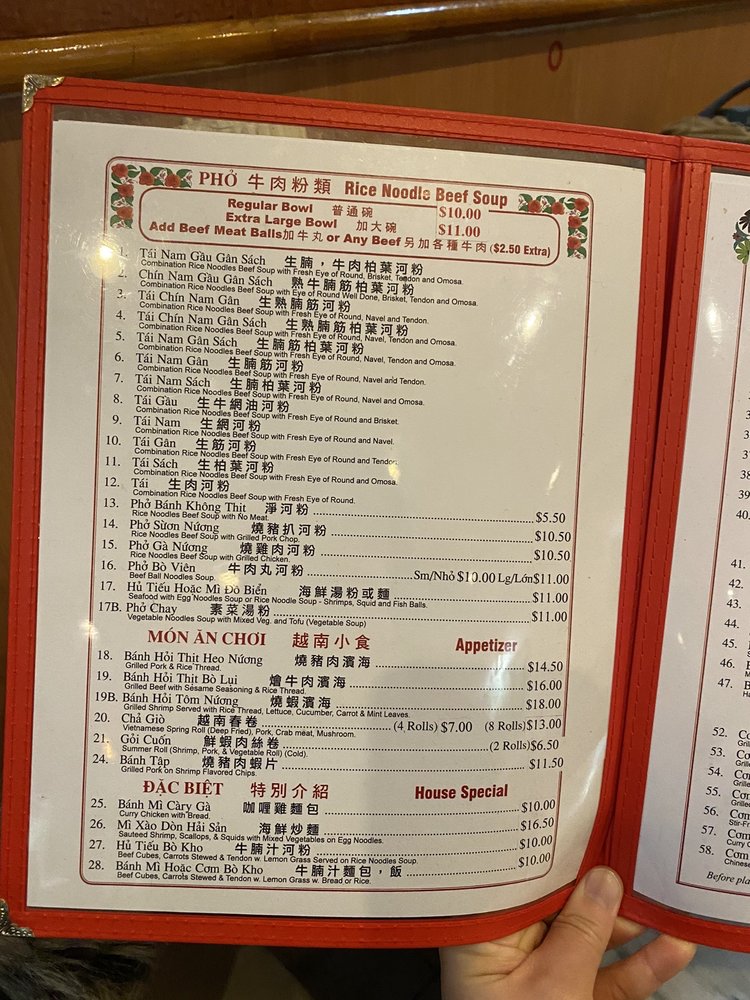 PHỞ 牛肉粉類 Rice Noodle Beef Soup
Regular Bowl 普通碗 $10.00
Extra Large Bowl 加大碗 $11.00
Add Beef Meat Balls加牛丸 or Any Beef 另加各種牛肉 ($2.50 Extra)
1. Tái Nam Gầu Gân Sách 生腩，牛肉柏葉河粉
Combination Rice Noodles Beef Soup with Fresh Eye of Round, Brisket, Tendon and Omosa.
2. Chín Nam Gầu Gân Sách 熟牛腩筋柏葉河粉
Combination Rice Noodles Beef Soup with Eye of Round Well Done, Brisket, Tendon and Omosa.
3. Tái Chín Nam Gân 生熟腩筋河粉
Combination Rice Noodles Beef Soup with Fresh Eye of Round, Navel and Tendon.
4. Tái Chín Nam Gân Sách 生熟腩筋柏葉河粉
Combination Rice Noodles Beef Soup with Fresh Eye of Round, Navel, Tendon and Omosa.
5. Tái Nam Gân Sách 生腩筋柏葉河粉
Combination Rice Noodles Beef Soup with Fresh Eye of Round, Navel, Tendon and Omosa.
6. Tái Nam Gân 生腩筋河粉
Combination Rice Noodles Beef Soup with Fresh Eye of Round, Navel and Tendon.
7. Tái Nam Sách 生腩柏葉河粉
Combination Rice Noodles Beef Soup with Fresh Eye of Round, Navel and Omosa.
8. Tái Gầu 生牛網油河粉
Combination Rice Noodles Beef Soup with Fresh Eye of Round and Brisket.
9. Tái Nam 生網河粉
Combination Rice Noodles Beef Soup with Fresh Eye of Round and Navel.
10. Tái Gân 生筋河粉
Combination Rice Noodles Beef Soup with Fresh Eye of Round and Tendon.
11. Tái Sách 生柏葉河粉
Combination Rice Noodles Beef Soup with Fresh Eye of Round and Omosa.
12. Tái 生肉河粉
Combination Rice Noodles Beef Soup with Fresh Eye of Round.
13. Phở Bánh Không Thịt 淨河粉 $5.50
Rice Noodles Beef Soup with No Meat.
14. Phở Sườn Nướng 燒豬扒河粉 $10.50
Rice Noodles Beef Soup with Grilled Pork Chop.
15. Phở Gà Nướng 燒雞肉河粉 $10.50
Rice Noodles Beef Soup with Grilled Chicken.
16. Phở Bò Viên 牛肉丸河粉 Sm/Nhỏ $10.00 Lg/Lớn$11.00
Beef Ball Noodles Soup.
17. Hủ Tiếu Hoặc Mì Đồ Biển 海鮮湯粉或麵 $11.00
Seafood with Egg Noodles Soup or Rice Noodle Soup - Shrimps, Squid and Fish Balls.
17B. Phở Chay 素菜湯粉 $11.00
Vegetable Noodles Soup with Mixed Veg. and Tofu (Vegetable Soup)
MÓN ĂN CHƠI 越南小食 Appetizer
18. Bánh Hỏi Thịt Heo Nướng 燒豬肉濱海 $14.50
Grilled Pork & Rice Thread.
19. Bánh Hỏi Thịt Bò Lụi 燴牛肉濱海 $16.00
Grilled Beef with Sesame Seasoning & Rice Thread.
19B. Bánh Hỏi Tôm Nướng 燒蝦濱海 $18.00
Grilled Shrimp Served with Rice Thread, Lettuce, Cucumber, Carrot & Mint Leaves.
20. Chả Giò 越南春卷 (4 Rolls) $7.00 (8 Rolls)$13.00
Vietnamese Spring Roll (Deep Fried), Pork, Crab meat, Mushroom.
21. Gỏi Cuốn 鮮蝦肉絲卷 (2 Rolls)$6.50
Summer Roll (Shrimp, Pork, & Vegetable Roll) (Cold).
24. Bánh Tập 燒豬肉蝦片 $11.50
Grilled Pork on Shrimp Flavored Chips.
ĐẶC BIỆT 特別介紹 House Special
25. Bánh Mì Càry Gà 咖喱雞麵包 $10.00
Curry Chicken with Bread.
26. Mì Xào Dòn Hải Sản 海鮮炒麵 $16.50
Sauteed Shrimp, Scallops, & Squids with Mixed Vegetables on Egg Noodles.
27. Hủ Tiếu Bò Kho 牛腩汁河粉 $10.00
Beef Cubes, Carrots Stewed & Tendon w. Lemon Grass Served on Rice Noodles Soup.
28. Bánh Mì Hoặc Cơm Bò Kho 牛腩汁麵包，飯 $10.00
Beef Cubes, Carrots Stewed & Tendon w. Lemon Grass w. Bread or Rice.
37
38
39
40.
41.
42.
43.
44.
45.
46.
47.
52.
53.
54.
55.
56.
57.
58.
Before pla